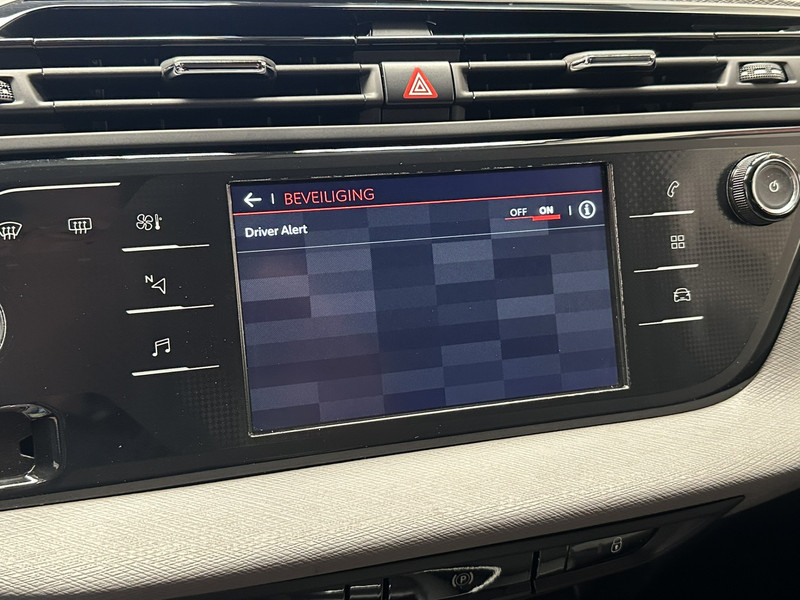 BEVEILIGING
Driver Alert OFF ON i
N
P